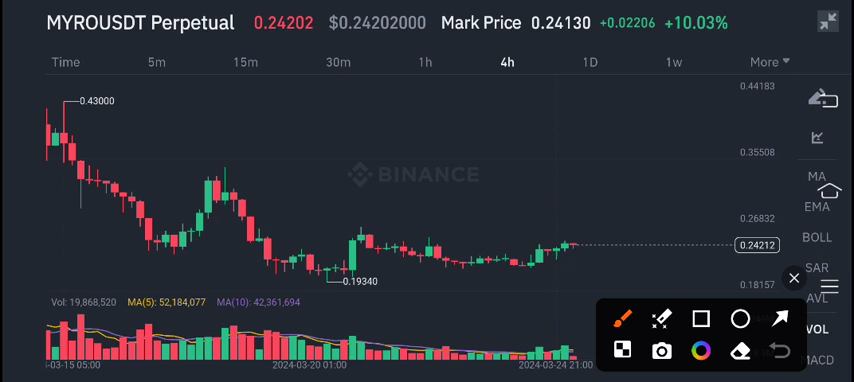 MYROUSDT Perpetual 0.24202 $0.24202000 Mark Price 0.24130 +0.02206 +10.03%
Time 5m 15m 30m 1h 4h 1D 1w More
0.44183
0.43000
0.35508
BINANCE
MA
EMA
0.26832
BOLL
0.24212
SAR
0.19340
0.18157
AVL
Vol: 19,868,520 MA(5): 52,184,077 MA(10): 42,361,694
VOL
MACD
-03-15 05:00 2024-03-20 01:00 2024-03-24 21:00